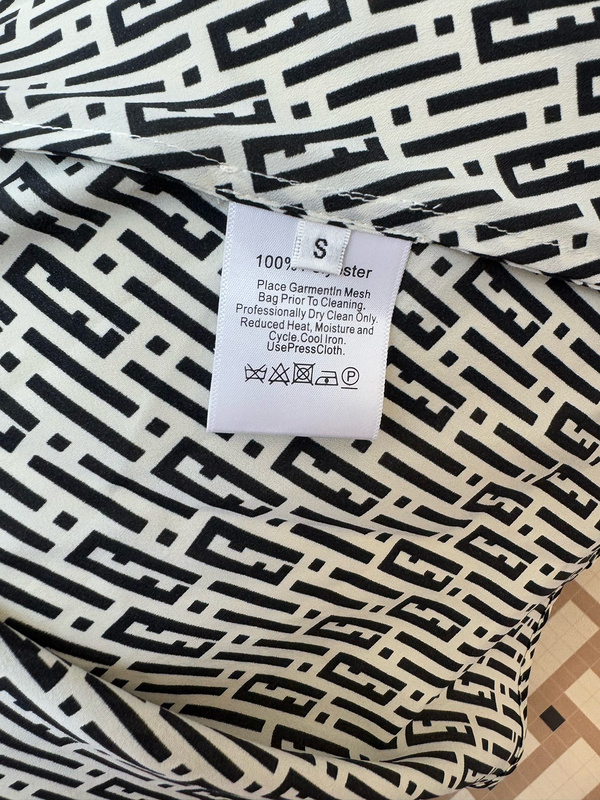 S
100%
Place GarmentIn Mesh
Bag Prior To Cleaning.
Professionally Dry Clean Only.
Reduced Heat, Moisture and
Cycle.Cool Iron.
UsePressCloth.
P